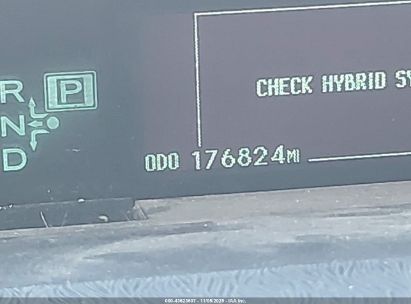 R P
CHECK HYBRID SY
N
D
ODO 176824MI